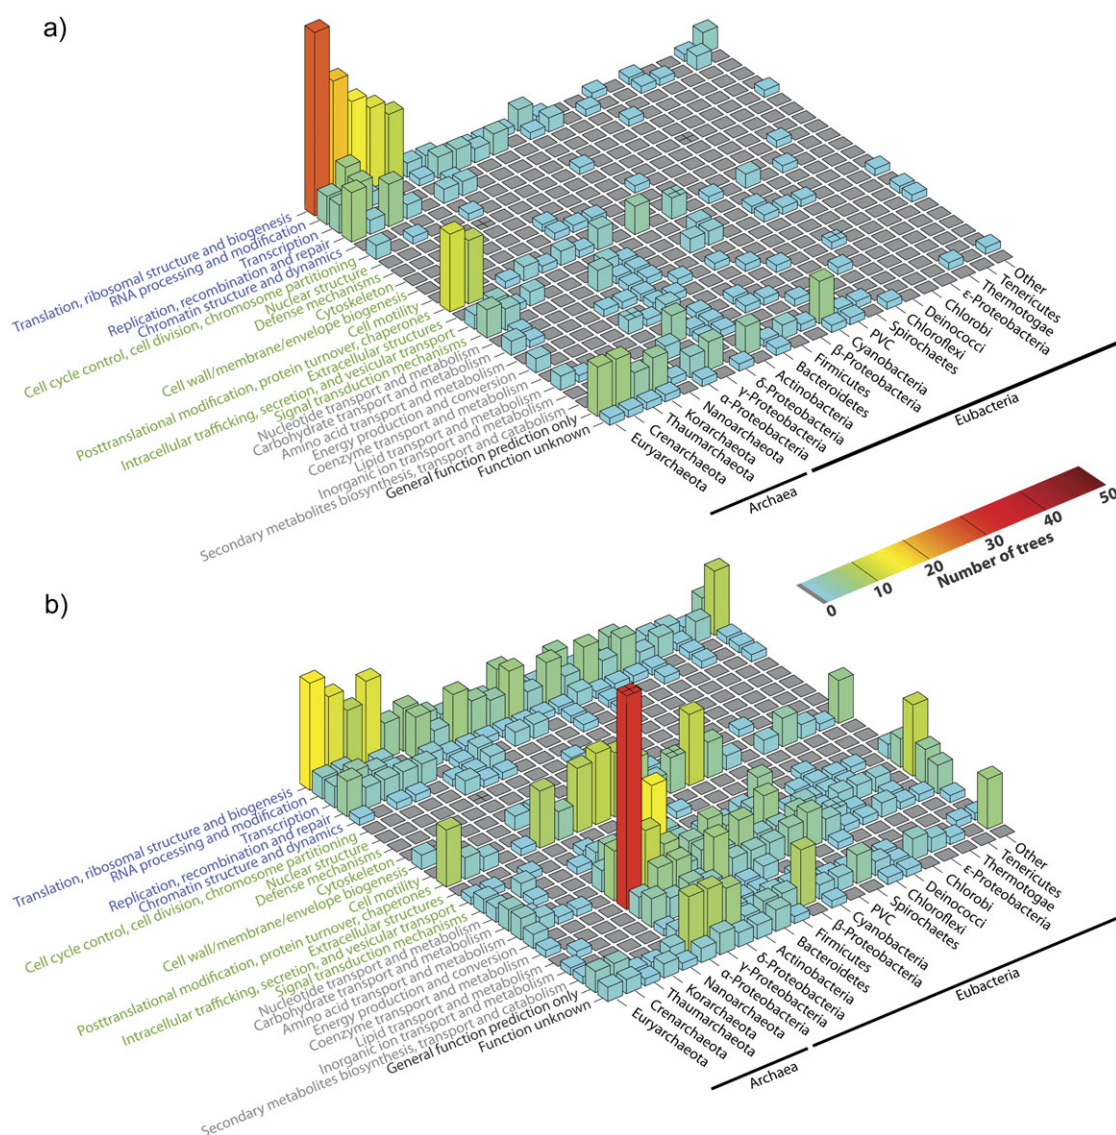 a)
Translation, ribosomal structure and biogenesis
RNA processing and modification
Transcription
Replication, recombination and repair
Chromatin structure and dynamics
Cell cycle control, cell division, chromosome partitioning
Nuclear structure
Defense mechanisms
Cytoskeleton
Cell wall/membrane/envelope biogenesis
Cell motility
Posttranslational modification, protein turnover, chaperones
Extracellular structures
Intracellular trafficking, secretion, and vesicular transport
Signal transduction mechanisms
Nucleotide transport and metabolism
Carbohydrate transport and metabolism
Amino acid transport and metabolism
Energy production and conversion
Coenzyme transport and metabolism
Lipid transport and metabolism
Inorganic ion transport and metabolism
Secondary metabolites biosynthesis, transport and catabolism
General function prediction only
Function unknown
Euryarchaeota
Crenarchaeota
Thaumarchaeota
Korarchaeota
Nanoarchaeota
α-Proteobacteria
γ-Proteobacteria
δ-Proteobacteria
Actinobacteria
Bacteroidetes
Firmicutes
β-Proteobacteria
Cyanobacteria
PVC
Spirochaetes
Chloroflexi
Deinococci
Chlorobi
ε-Proteobacteria
Thermotogae
Tenericutes
Other
Archaea
Eubacteria
0
10
20
30
40
50
Number of trees
b)
Translation, ribosomal structure and biogenesis
RNA processing and modification
Transcription
Replication, recombination and repair
Chromatin structure and dynamics
Cell cycle control, cell division, chromosome partitioning
Nuclear structure
Defense mechanisms
Cytoskeleton
Cell wall/membrane/envelope biogenesis
Cell motility
Posttranslational modification, protein turnover, chaperones
Extracellular structures
Intracellular trafficking, secretion, and vesicular transport
Signal transduction mechanisms
Nucleotide transport and metabolism
Carbohydrate transport and metabolism
Amino acid transport and metabolism
Energy production and conversion
Coenzyme transport and metabolism
Lipid transport and metabolism
Inorganic ion transport and metabolism
Secondary metabolites biosynthesis, transport and catabolism
General function prediction only
Function unknown
Euryarchaeota
Crenarchaeota
Thaumarchaeota
Korarchaeota
Nanoarchaeota
α-Proteobacteria
γ-Proteobacteria
δ-Proteobacteria
Actinobacteria
Bacteroidetes
Firmicutes
β-Proteobacteria
Cyanobacteria
PVC
Spirochaetes
Chloroflexi
Deinococci
Chlorobi
ε-Proteobacteria
Thermotogae
Tenericutes
Other
Archaea
Eubacteria